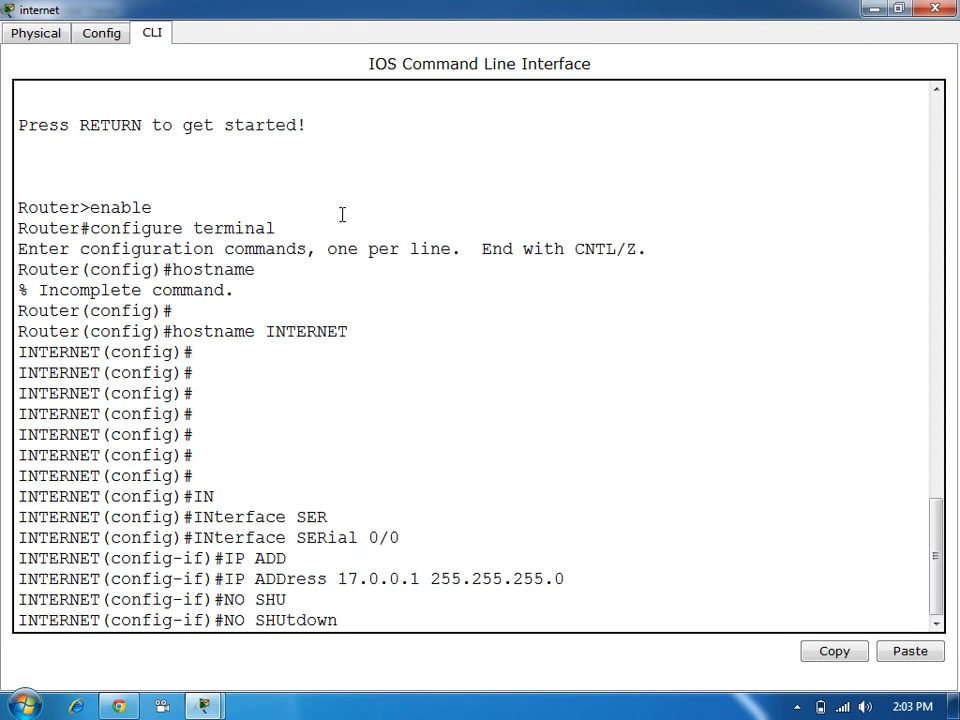 internet
Physical
Config
CLI
IOS Command Line Interface
Press RETURN to get started!
Router>enable
Router#configure terminal
Enter configuration commands, one per line.  End with CNTL/Z.
Router(config)#hostname
% Incomplete command.
Router(config)#
Router(config)#hostname INTERNET
INTERNET(config)#
INTERNET(config)#
INTERNET(config)#
INTERNET(config)#
INTERNET(config)#
INTERNET(config)#
INTERNET(config)#
INTERNET(config)#IN
INTERNET(config)#INterface SER
INTERNET(config)#INterface SERial 0/0
INTERNET(config-if)#IP ADD
INTERNET(config-if)#IP ADDress 17.0.0.1 255.255.255.0
INTERNET(config-if)#NO SHU
INTERNET(config-if)#NO SHUtdown
Copy
Paste
2:03 PM